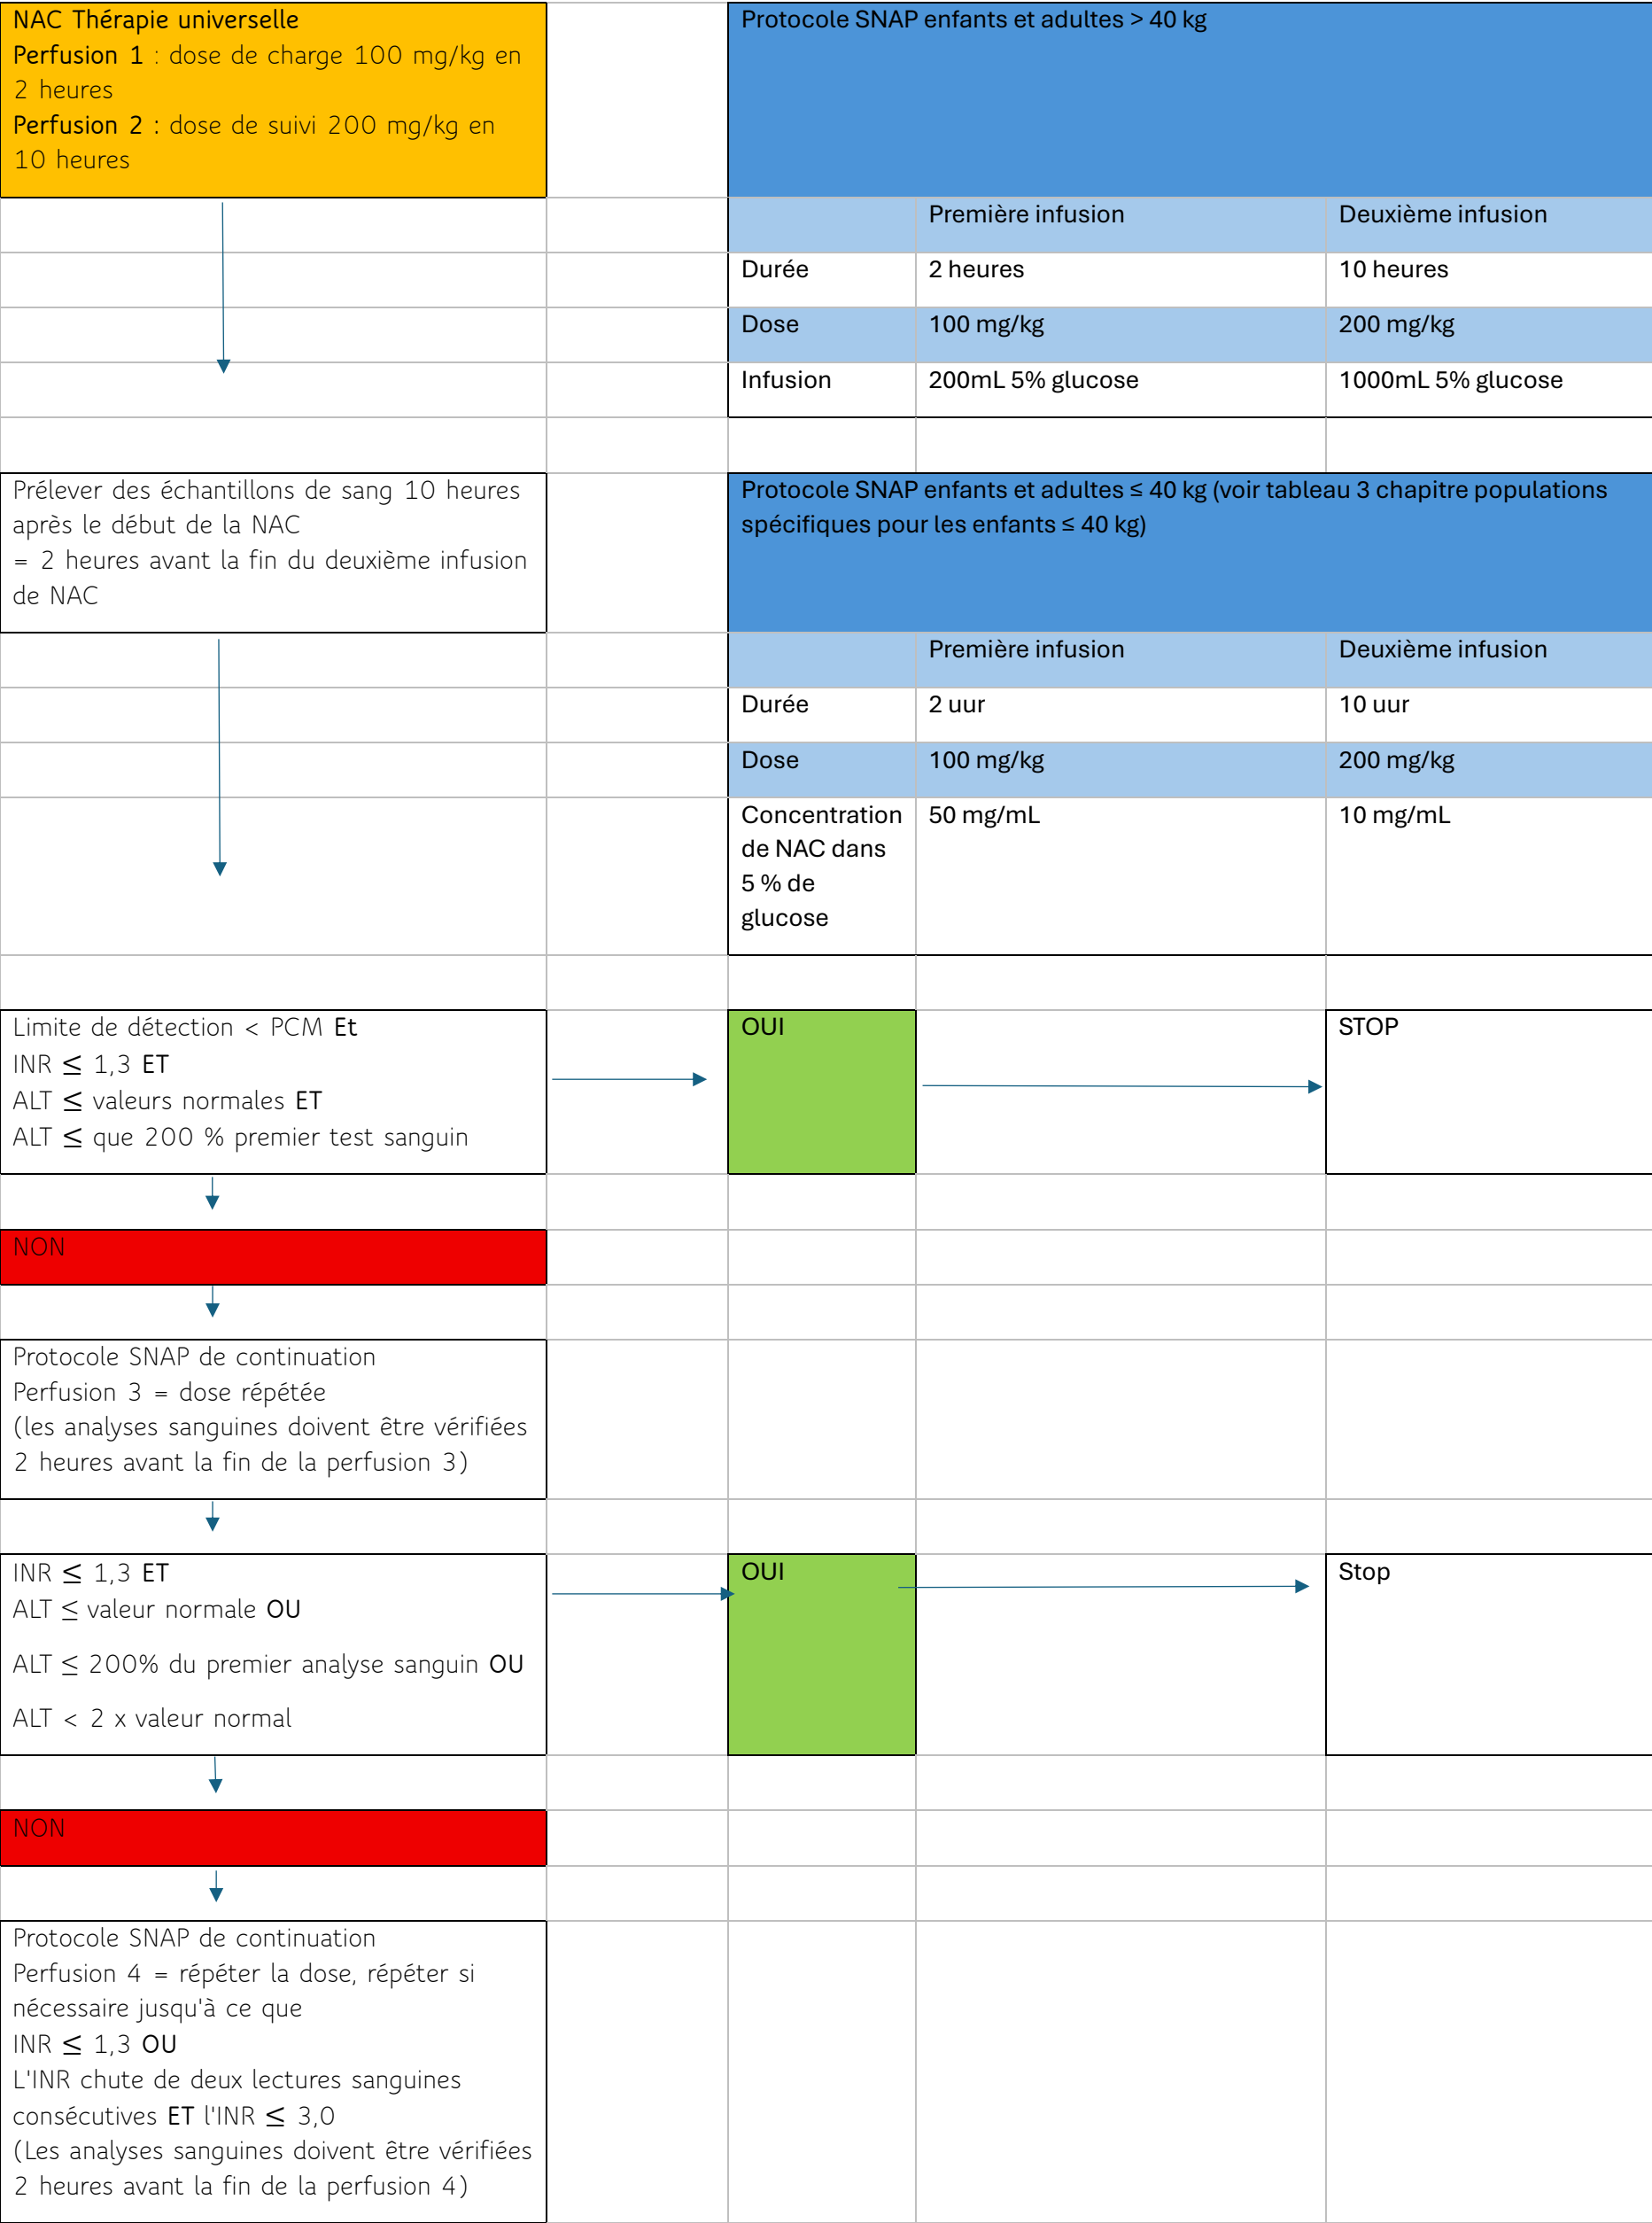 NAC Thérapie universelle
Perfusion 1 : dose de charge 100 mg/kg en
2 heures
Perfusion 2 : dose de suivi 200 mg/kg en
10 heures
Protocole SNAP enfants et adultes > 40 kg
Première infusion
Deuxième infusion
Durée
2 heures
10 heures
Dose
100 mg/kg
200 mg/kg
Infusion
200mL 5% glucose
1000mL 5% glucose
Prélever des échantillons de sang 10 heures
après le début de la NAC
= 2 heures avant la fin du deuxième infusion
de NAC
Protocole SNAP enfants et adultes ≤ 40 kg (voir tableau 3 chapitre populations
spécifiques pour les enfants ≤ 40 kg)
Première infusion
Deuxième infusion
Durée
2 uur
10 uur
Dose
100 mg/kg
200 mg/kg
Concentration
de NAC dans
5 % de
glucose
50 mg/mL
10 mg/mL
Limite de détection < PCM Et
INR ≤ 1,3 ET
ALT ≤ valeurs normales ET
ALT ≤ que 200 % premier test sanguin
OUI
STOP
NON
Protocole SNAP de continuation
Perfusion 3 = dose répétée
(les analyses sanguines doivent être vérifiées
2 heures avant la fin de la perfusion 3)
INR ≤ 1,3 ET
ALT ≤ valeur normale OU
ALT ≤ 200% du premier analyse sanguin OU
ALT < 2 x valeur normal
OUI
Stop
NON
Protocole SNAP de continuation
Perfusion 4 = répéter la dose, répéter si
nécessaire jusqu'à ce que
INR ≤ 1,3 OU
L'INR chute de deux lectures sanguines
consécutives ET l'INR ≤ 3,0
(Les analyses sanguines doivent être vérifiées
2 heures avant la fin de la perfusion 4)